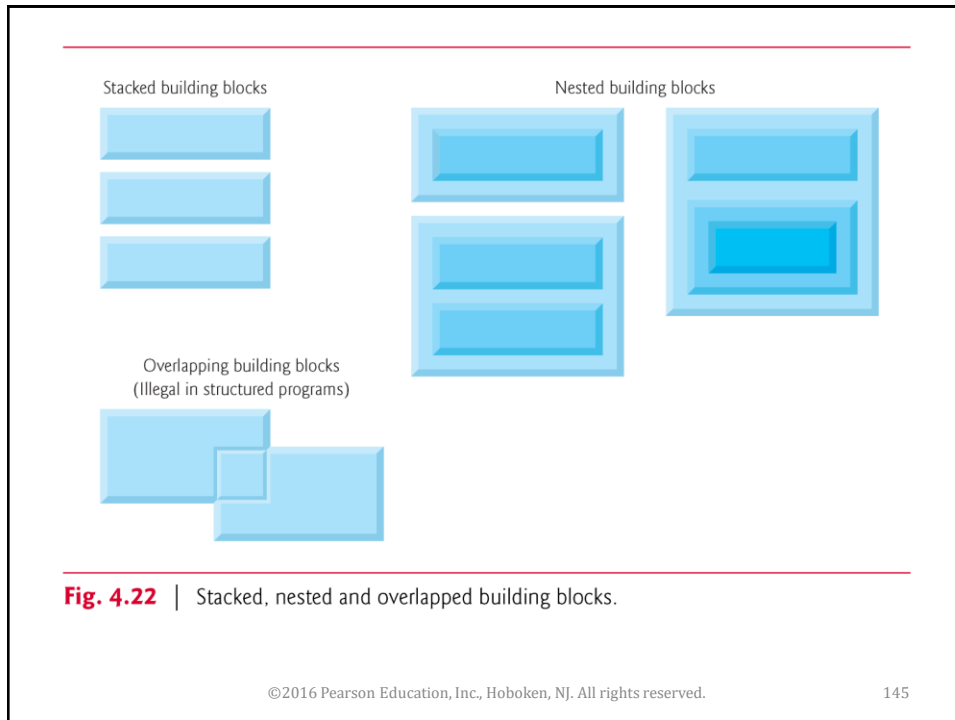 Stacked building blocks
Nested building blocks
Overlapping building blocks
(Illegal in structured programs)
Fig. 4.22 | Stacked, nested and overlapped building blocks.
©2016 Pearson Education, Inc., Hoboken, NJ. All rights reserved.
145